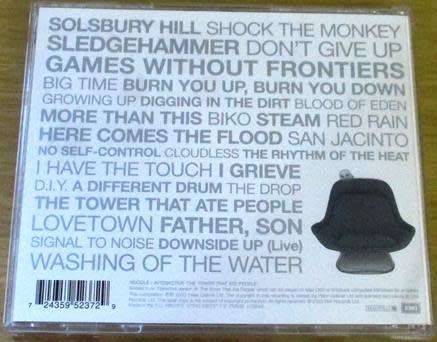 SOLSBURY HILL SHOCK THE MONKEY
SLEDGEHAMMER DON'T GIVE UP
GAMES WITHOUT FRONTIERS
BIG TIME BURN YOU UP, BURN YOU DOWN
GROWING UP DIGGING IN THE DIRT BLOOD OF EDEN
MORE THAN THIS BIKO STEAM RED RAIN
HERE COMES THE FLOOD SAN JACINTO
NO SELF-CONTROL CLOUDLESS THE RHYTHM OF THE HEAT
I HAVE THE TOUCH I GRIEVE
D.I.Y. A DIFFERENT DRUM THE DROP
THE TOWER THAT ATE PEOPLE
LOVETOWN FATHER, SON
SIGNAL TO NOISE DOWNSIDE UP (Live)
WASHING OF THE WATER
7 24359 52372 9